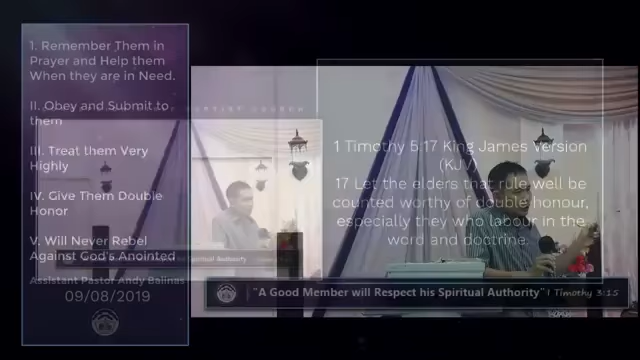 I. Remember Them in
Prayer and Help them
When they are in Need.
II. Obey and Submit to
them
III. Treat them Very
Highly
IV. Give Them Double
Honor
V. Will Never Rebel
Against God's Anointed
Assistant Pastor Andy Balinas
09/08/2019
BAPTIST CHURCH
Spiritual Authority"
1 Timothy 5:17 King James Version
(KJV)
17 Let the elders that rule well be
counted worthy of double honour,
especially they who labour in the
word and doctrine.
"A Good Member will Respect his Spiritual Authority" I Timothy 3:15